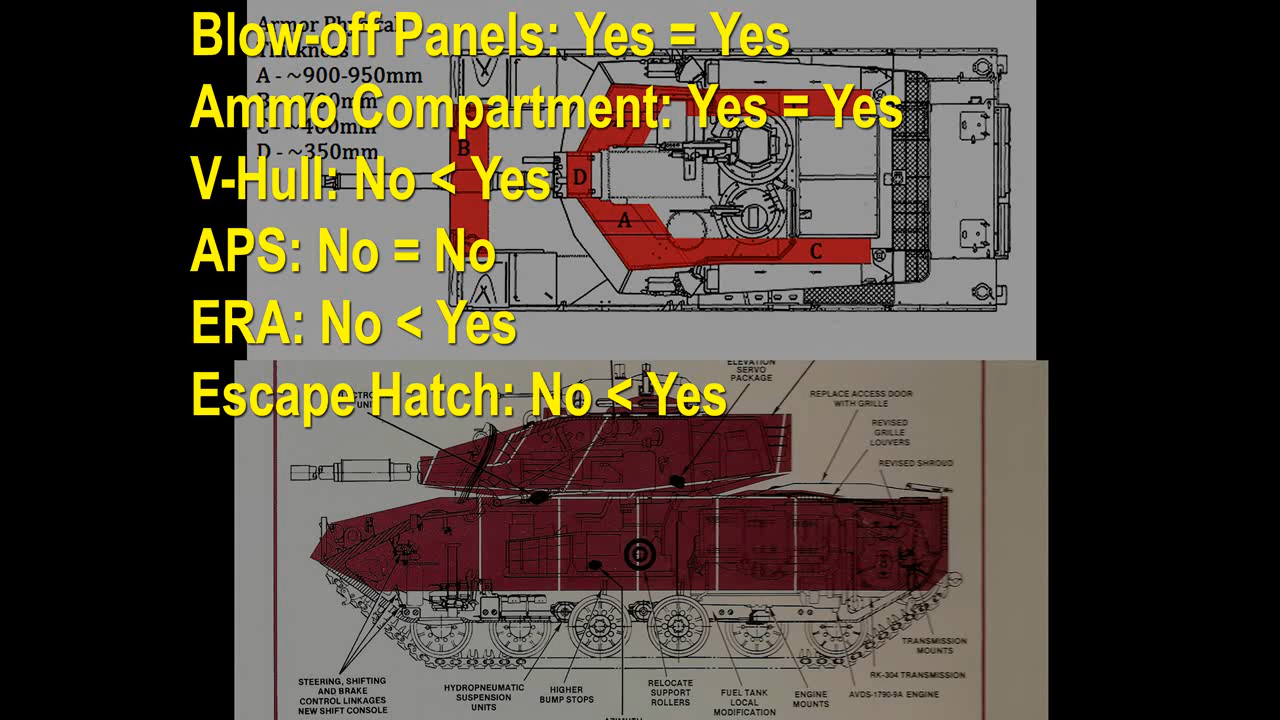 Blow-off Panels: Yes = Yes
Ammo Compartment: Yes = Yes
V-Hull: No < Yes
APS: No = No
ERA: No < Yes
Escape Hatch: No < Yes
Armor
A - ~900-950mm
D - ~350mm
B
D
A
C
ELEVATION
SERVO
PACKAGE
REPLACE ACCESS DOOR
WITH GRILLE
REVISED
GRILLE
LOUVERS
REVISED SHROUD
STEERING, SHIFTING
AND BRAKE
CONTROL LINKAGES
NEW SHIFT CONSOLE
HYDROPNEUMATIC
SUSPENSION
UNITS
HIGHER
BUMP STOPS
RELOCATE
SUPPORT
ROLLERS
FUEL TANK
LOCAL
MODIFICATION
ENGINE
MOUNTS
AVDS-1790-9A ENGINE
RK-304 TRANSMISSION
TRANSMISSION
MOUNTS